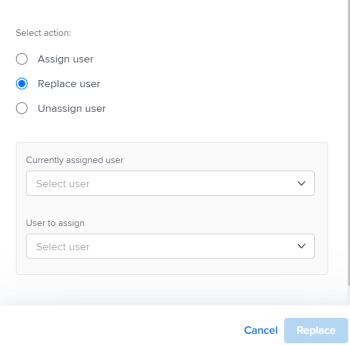 Select action:
Assign user
Replace user
Unassign user
Currently assigned user
Select user
User to assign
Select user
Cancel Replace